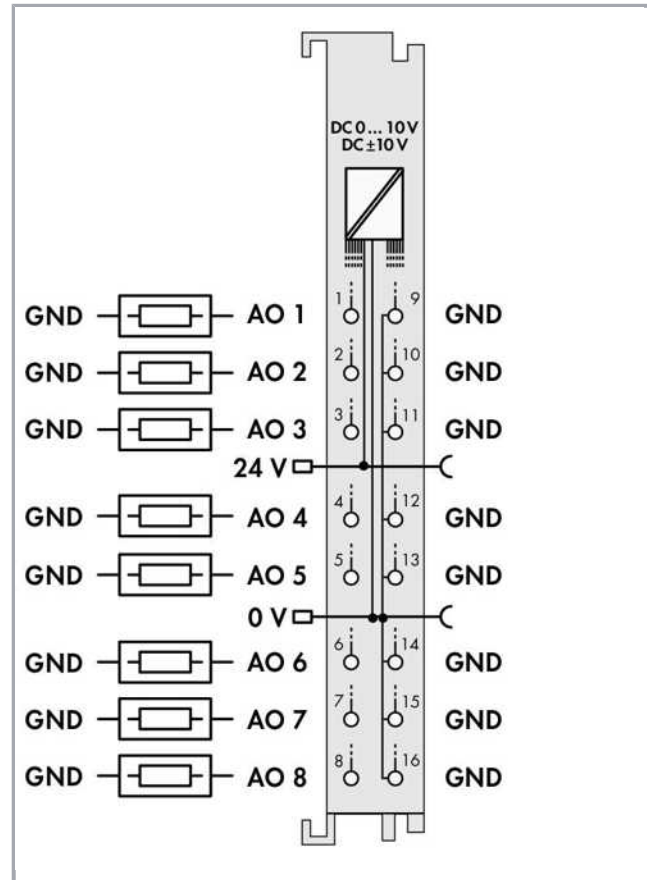 DC 0... 10 V
DC ±10 V
1 9
GND AO 1 GND
2 10
GND AO 2 GND
3 11
GND AO 3 GND
24 V
4 12
GND AO 4 GND
5 13
GND AO 5 GND
0 V
6 14
GND AO 6 GND
7 15
GND AO 7 GND
8 16
GND AO 8 GND